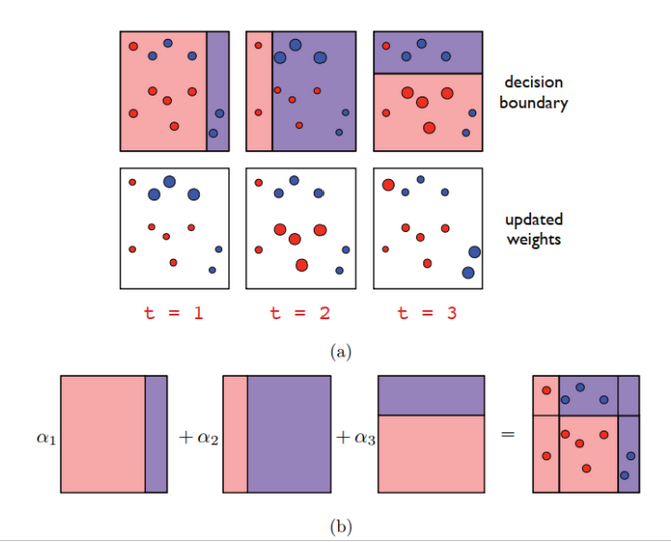 decision
boundary
updated
weights
t = 1
t = 2
t = 3
(a)
α₁
+ α₂
+ α₃
=
(b)